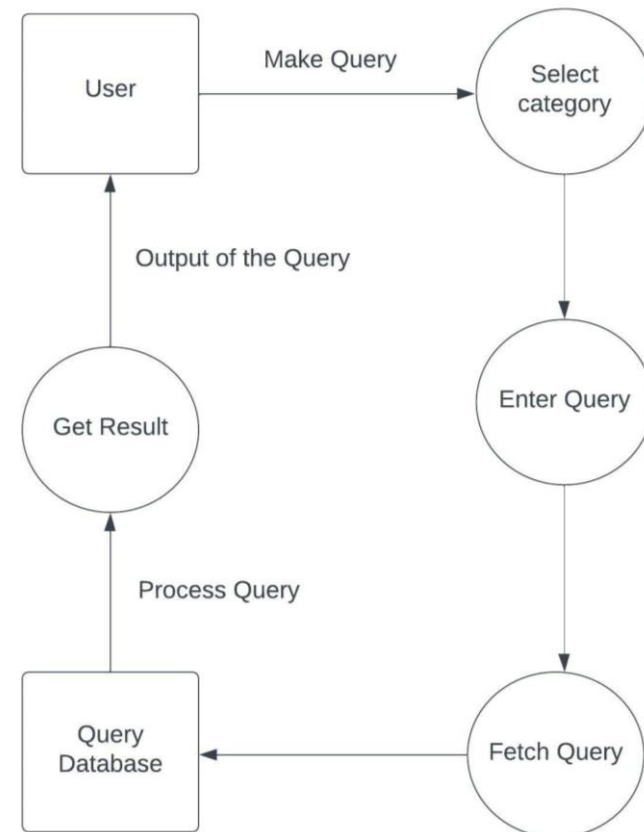 User
Make Query
Select
category
Output of the Query
Get Result
Enter Query
Process Query
Query
Database
Fetch Query